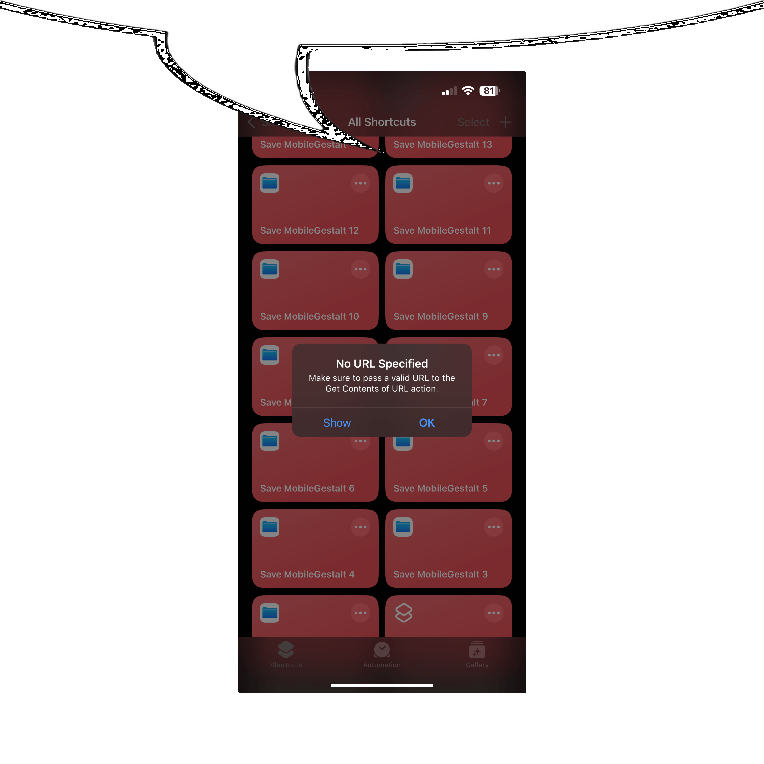 81
All Shortcuts
Select
Save MobileGestalt
Save MobileGestalt 13
Save MobileGestalt 12
Save MobileGestalt 11
Save MobileGestalt 10
Save MobileGestalt 9
No URL Specified
Make sure to pass a valid URL to the
Get Contents of URL action.
Save M
t 7
Show
OK
Save MobileGestalt 6
Save MobileGestalt 5
Save MobileGestalt 4
Save MobileGestalt 3
Shortcuts
Automation
Gallery